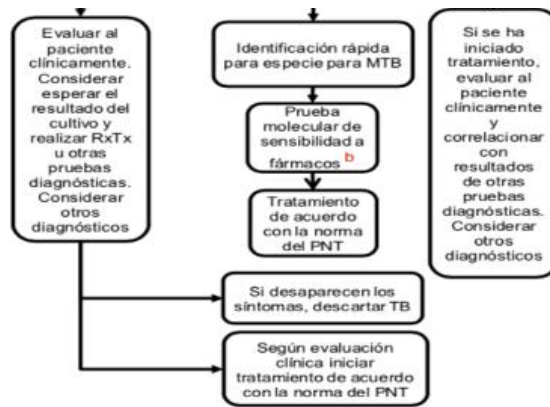 Evaluar al
paciente
clínicamente.
Considerar
esperar el
resultado del
cultivo y
realizar RxTx
u otras
pruebas
diagnósticas.
Considerar
otros
diagnósticos
Identificación rápida
para especie para MTB
Prueba
molecular de
sensibilidad a
fármacos b
Tratamiento
de acuerdo
con la norma
del PNT
Si se ha
iniciado
tratamiento,
evaluar al
paciente
clínicamente
y
correlacionar
con
resultados
de otras
pruebas
diagnósticas.
Considerar
otros
diagnósticos
Si desaparecen los
síntomas, descartar TB
Según evaluación
clínica iniciar
tratamiento de acuerdo
con la norma del PNT